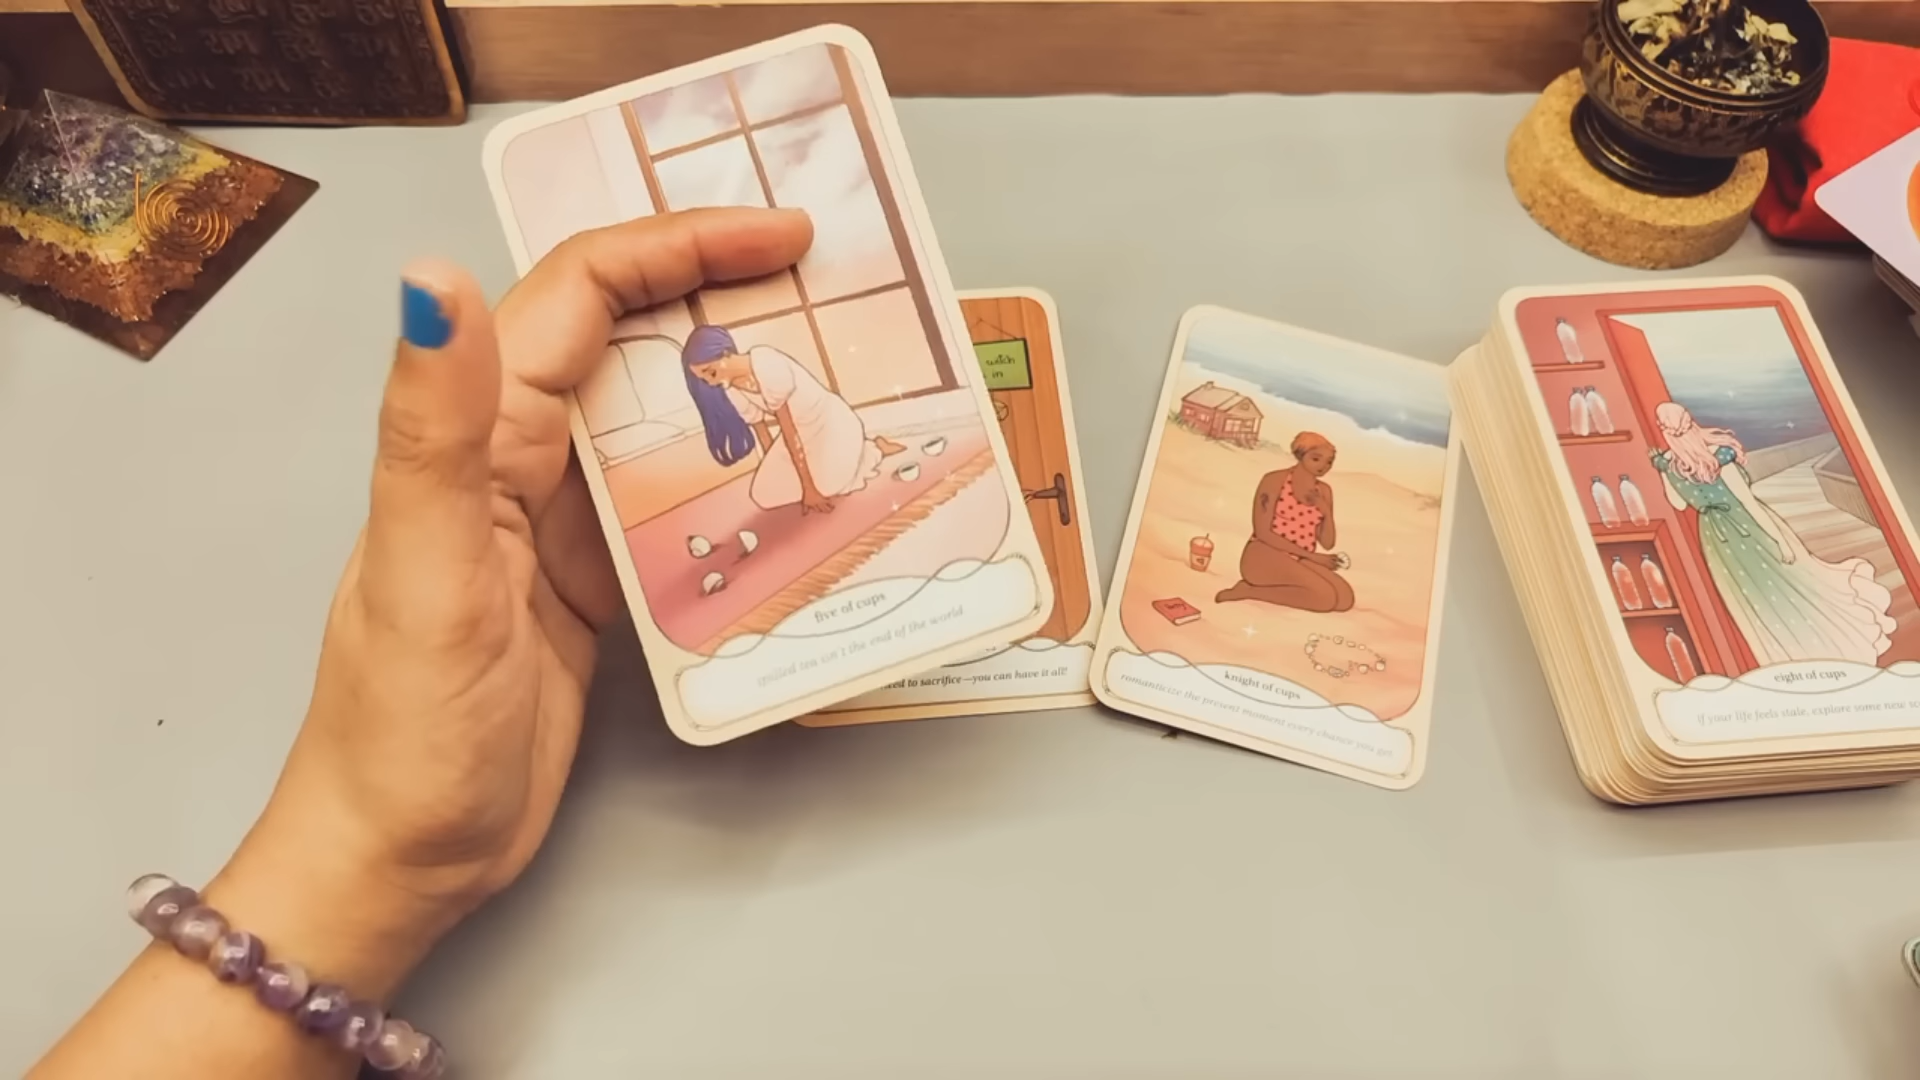 five of cups
spilled tea isn't the end of the world
witch
in
to sacrifice—you can have it all!
knight of cups
romanticize the present moment every chance you get
eight of cups
if your life feels stale, explore some new